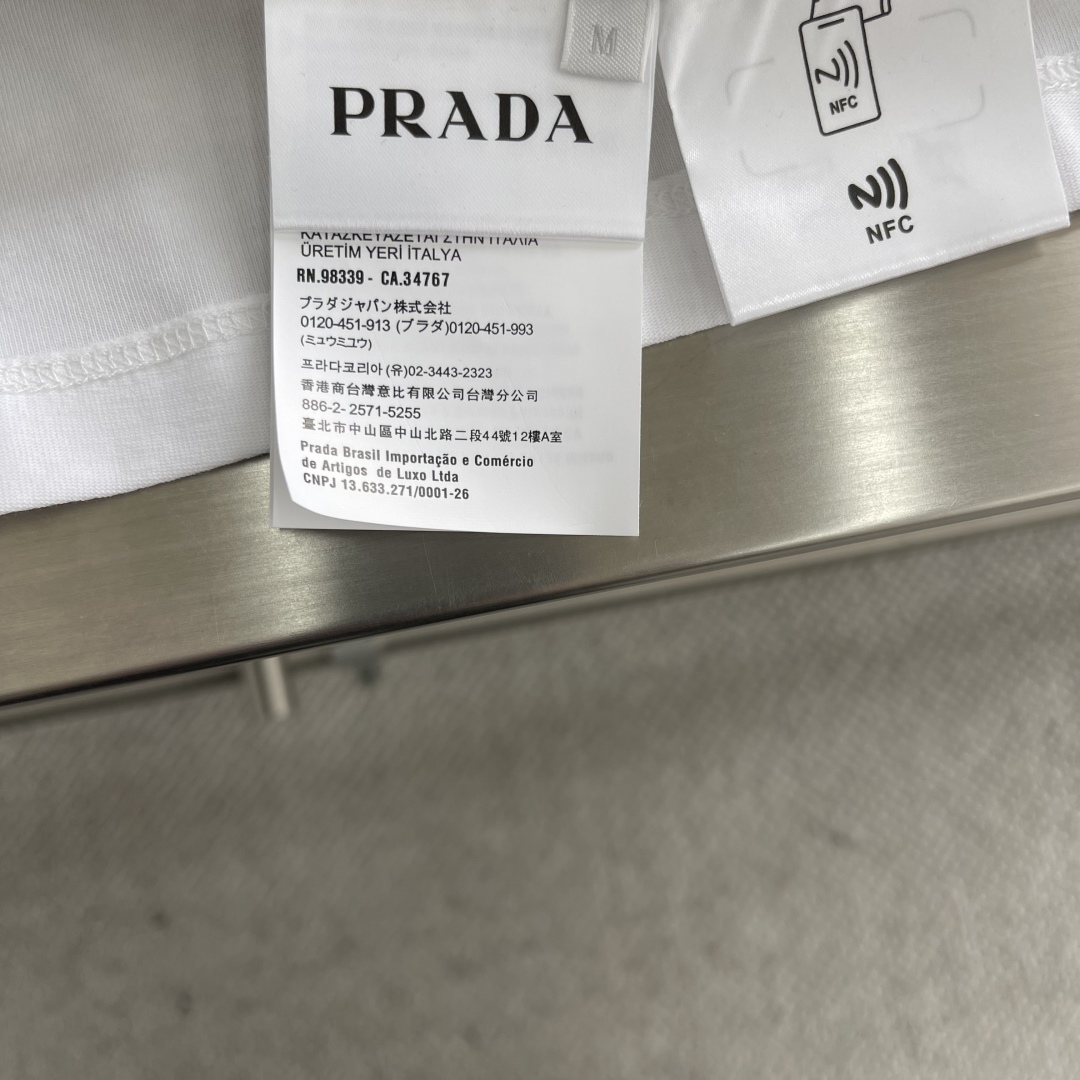 M
PRADA
ΚΑΤΑΖΚΕΥΑΖΕΤΑΙ ΣΤΗΝ ΙΤΑΛΙΑ
ÜRETİM YERİ İTALYA
RN.98339 - CA.34767
プラダジャパン株式会社
0120-451-913 (プラダ)0120-451-993
(ミュウミユウ)
프라다코리아 (유)02-3443-2323
香港商台灣意比有限公司台灣分公司
886-2- 2571-5255
臺北市中山區中山北路二段44號12樓A室
Prada Brasil Importação e Comércio
de Artigos de Luxo Ltda
CNPJ 13.633.271/0001-26
NFC
NFC